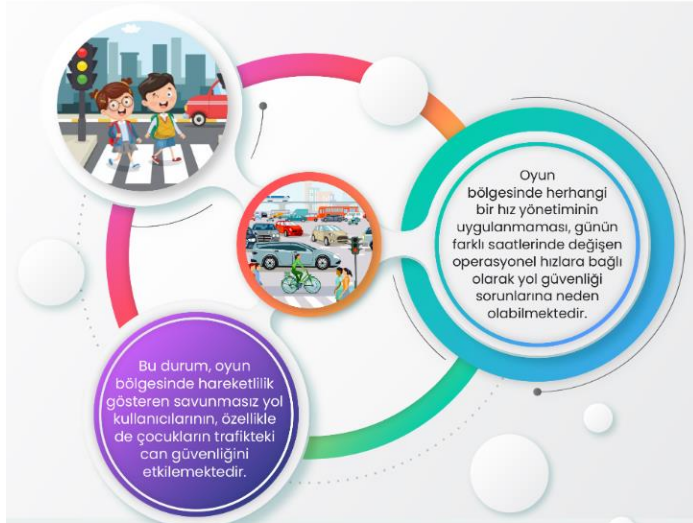 Oyun
bölgesinde herhangi
bir hız yönetiminin
uygulanmaması, günün
farklı saatlerinde değişen
operasyonel hızlara bağlı
olarak yol güvenliği
sorunlarına neden
olabilmektedir.
Bu durum, oyun
bölgesinde hareketlilik
gösteren savunmasız yol
kullanıcılarının, özellikle
de çocukların trafikteki
can güvenliğini
etkilemektedir.